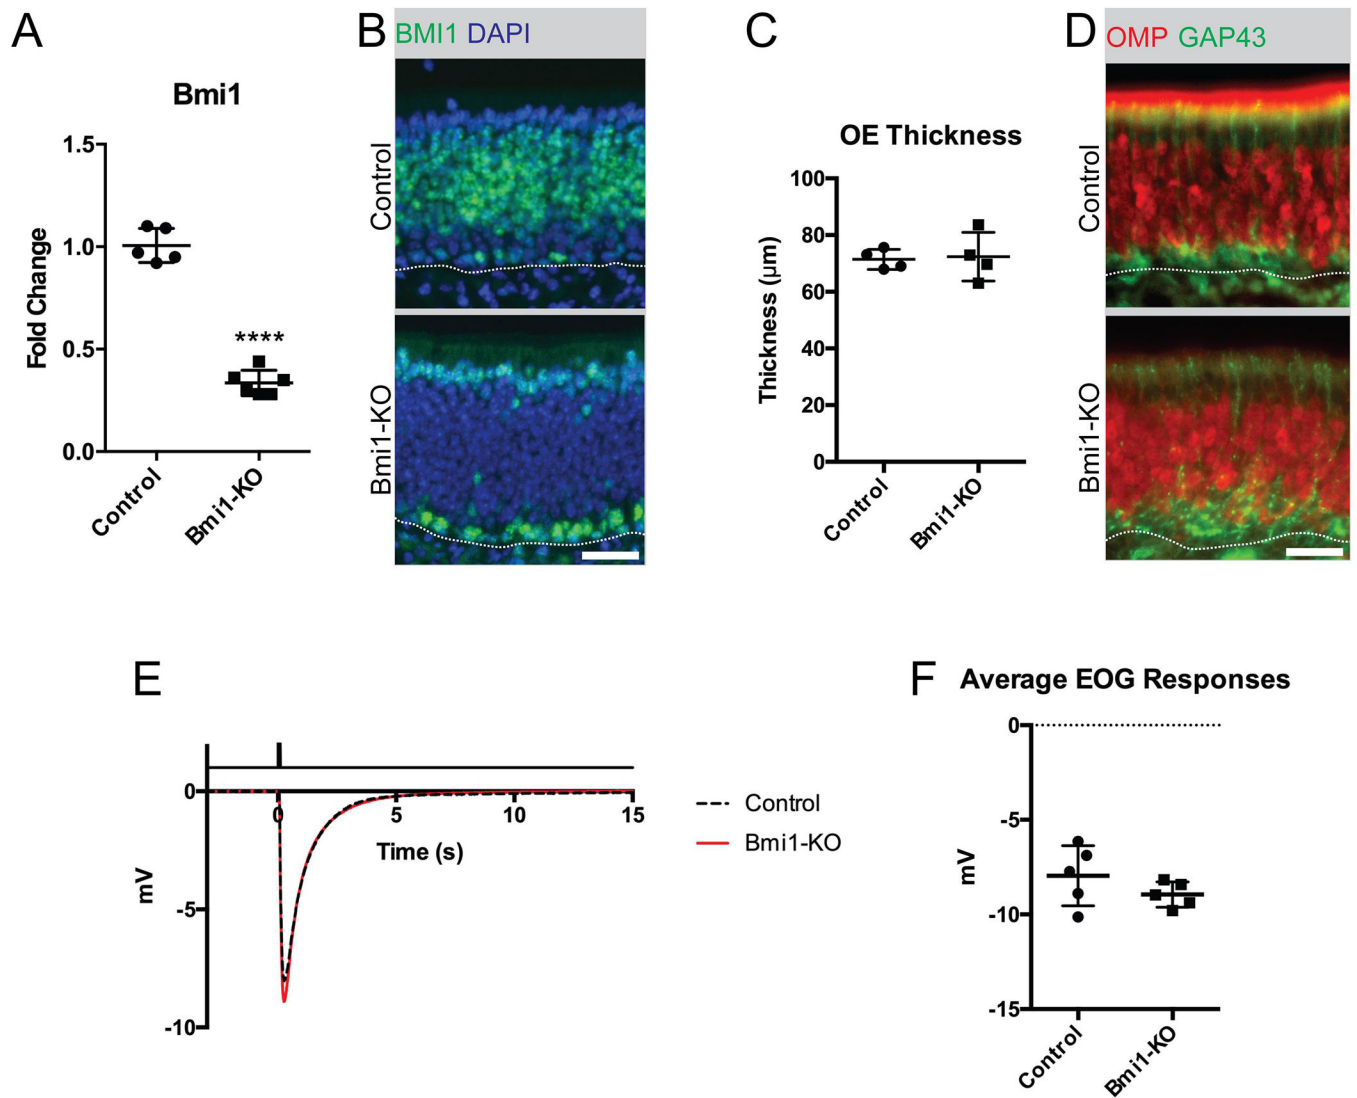 A
Bmi1
Fold Change
1.5
1.0
0.5
0.0
****
Control
Bmi1-KO
B
BMI1 DAPI
Control
Bmi1-KO
C
OE Thickness
Thickness (μm)
100
80
60
40
20
0
Control
Bmi1-KO
D
OMP GAP43
Control
Bmi1-KO
E
mV
0
-5
-10
0
5
10
15
Time (s)
Control
Bmi1-KO
F
Average EOG Responses
mV
0
-5
-10
-15
Control
Bmi1-KO